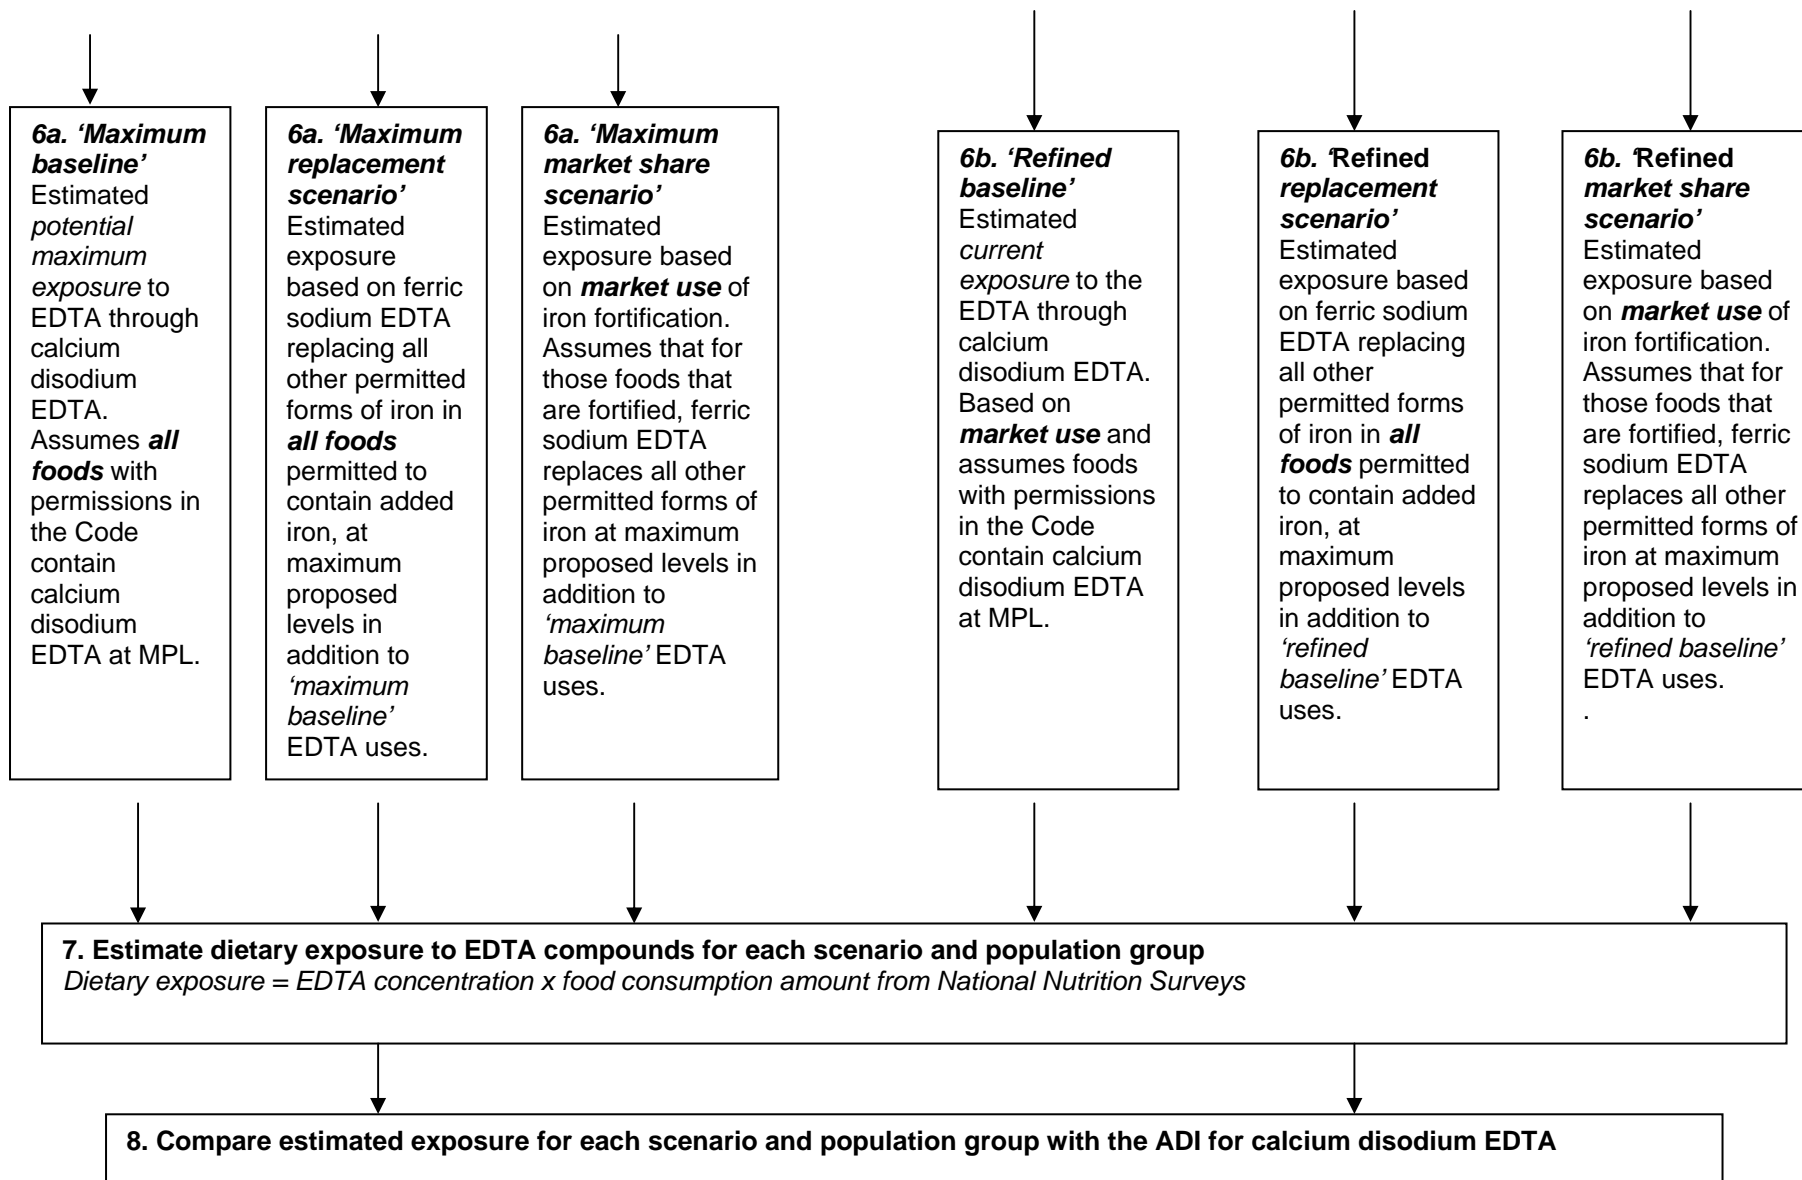 6a. ‘Maximum
baseline’
Estimated
potential
maximum
exposure to
EDTA through
calcium
disodium
EDTA.
Assumes all
foods with
permissions in
the Code
contain
calcium
disodium
EDTA at MPL.
6a. ‘Maximum
replacement
scenario’
Estimated
exposure
based on ferric
sodium EDTA
replacing all
other permitted
forms of iron in
all foods
permitted to
contain added
iron, at
maximum
proposed
levels in
addition to
‘maximum
baseline’
EDTA uses.
6a. ‘Maximum
market share
scenario’
Estimated
exposure based
on market use of
iron fortification.
Assumes that for
those foods that
are fortified, ferric
sodium EDTA
replaces all other
permitted forms of
iron at maximum
proposed levels in
addition to
‘maximum
baseline’ EDTA
uses.
6b. ‘Refined
baseline’
Estimated
current
exposure to the
EDTA through
calcium
disodium EDTA.
Based on
market use and
assumes foods
with permissions
in the Code
contain calcium
disodium EDTA
at MPL.
6b. ‘Refined
replacement
scenario’
Estimated
exposure based
on ferric sodium
EDTA replacing
all other
permitted forms
of iron in all
foods permitted
to contain added
iron, at
maximum
proposed levels
in addition to
‘refined
baseline’ EDTA
uses.
6b. ‘Refined
market share
scenario’
Estimated
exposure based
on market use of
iron fortification.
Assumes that for
those foods that
are fortified, ferric
sodium EDTA
replaces all other
permitted forms of
iron at maximum
proposed levels in
addition to
‘refined baseline’
EDTA uses.
.
7. Estimate dietary exposure to EDTA compounds for each scenario and population group
Dietary exposure = EDTA concentration x food consumption amount from National Nutrition Surveys
8. Compare estimated exposure for each scenario and population group with the ADI for calcium disodium EDTA